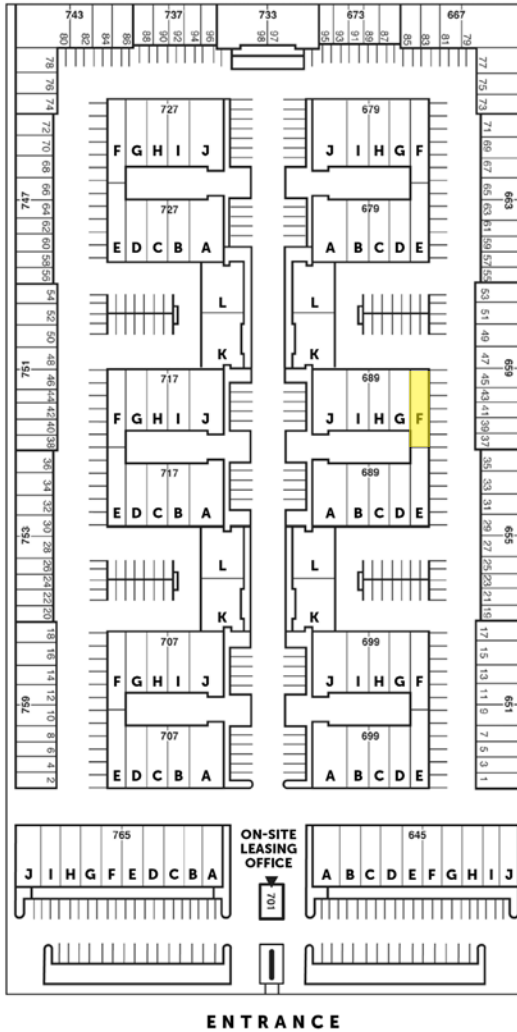 743 737 733 673 667
80 82 84 86 88 90 92 94 96 98 97 95 93 91 89 87 85 83 81 79
78 77
76 75
74 73
727 679
72 71
70 69
F G H I J J I H G F
68 67
66 65
747 663
64 63
727 679
62 61
60 59
E D C B A A B C D E
58 57
56 55
54 53
L L
52 51
50 49
K K
48 47
751 659
717 689
46 45
44 43
42 41
F G H I J J I H G F
40 39
38 37
717 689
36 35
34 33
32 31
E D C B A A B C D E
30 29
753 655
28 27
26 25
L L
24 23
22 21
20 19
K K
18 17
707 699
16 15
14 13
F G H I J J I H G F
12 11
759 651
10 9
707 699
8 7
6 5
E D C B A A B C D E
4 3
2 1
765 645
ON-SITE
LEASING
OFFICE
J I H G F E D C B A
A B C D E F G H I J
701
ENTRANCE